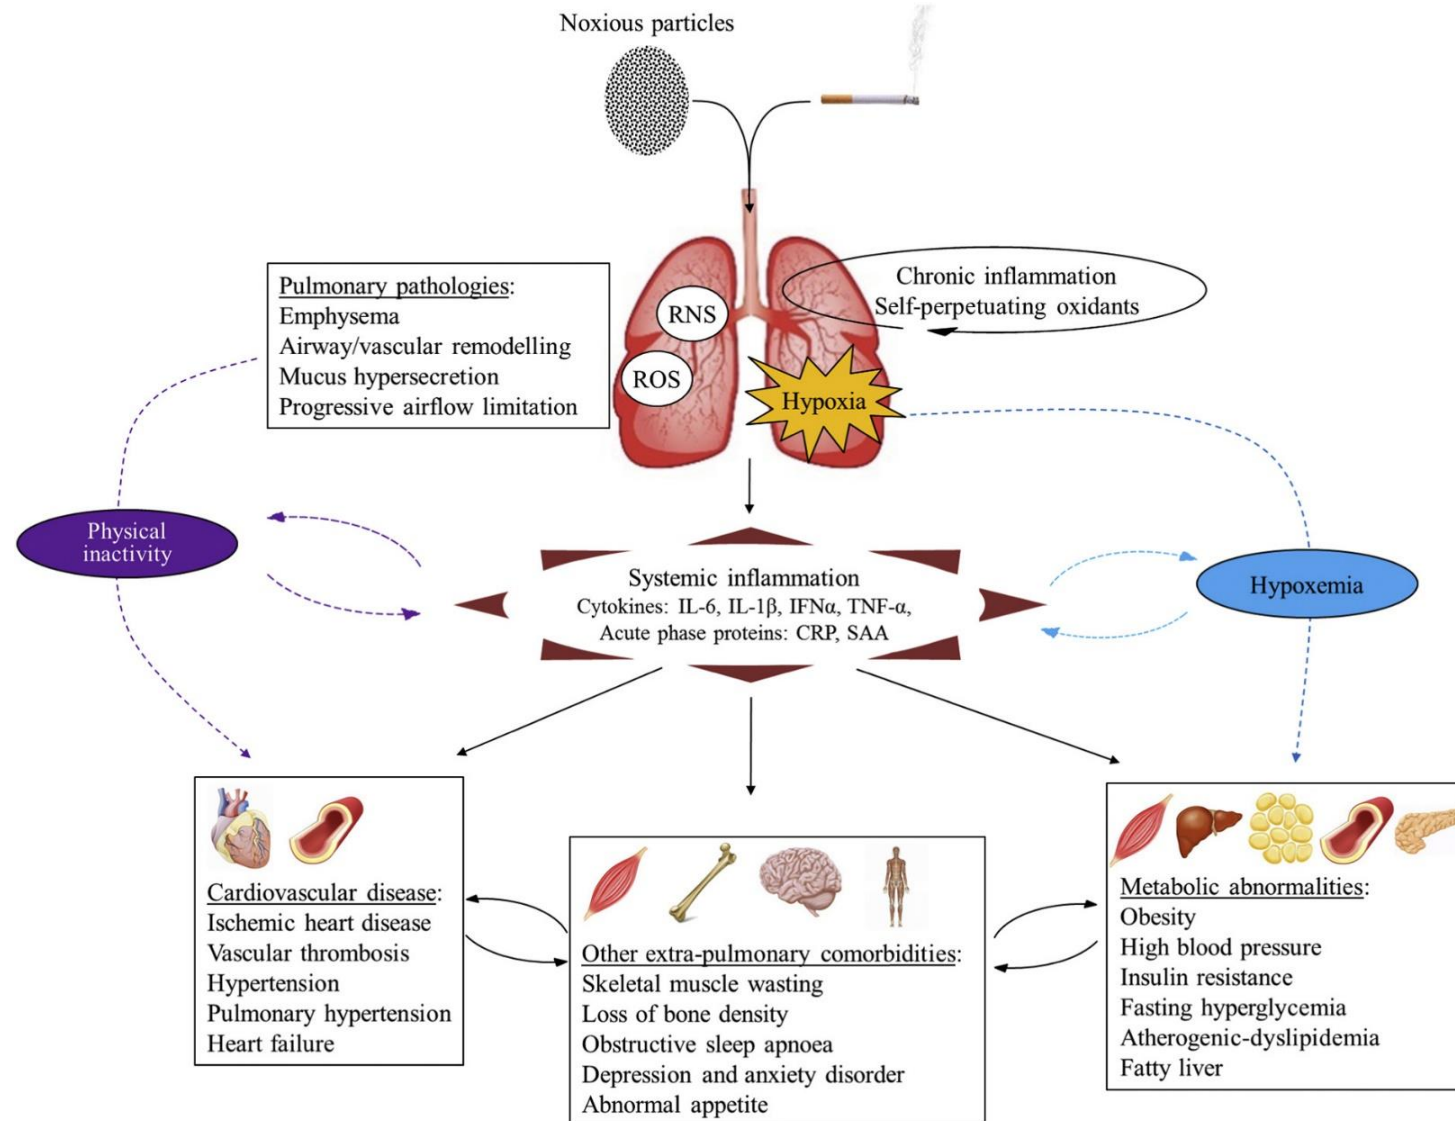 Noxious particles
Pulmonary pathologies:
Emphysema
Airway/vascular remodelling
Mucus hypersecretion
Progressive airflow limitation
RNS
ROS
Chronic inflammation
Self-perpetuating oxidants
Hypoxia
Physical
inactivity
Systemic inflammation
Cytokines: IL-6, IL-1β, IFNα, TNF-α,
Acute phase proteins: CRP, SAA
Hypoxemia
Cardiovascular disease:
Ischemic heart disease
Vascular thrombosis
Hypertension
Pulmonary hypertension
Heart failure
Other extra-pulmonary comorbidities:
Skeletal muscle wasting
Loss of bone density
Obstructive sleep apnoea
Depression and anxiety disorder
Abnormal appetite
Metabolic abnormalities:
Obesity
High blood pressure
Insulin resistance
Fasting hyperglycemia
Atherogenic-dyslipidemia
Fatty liver